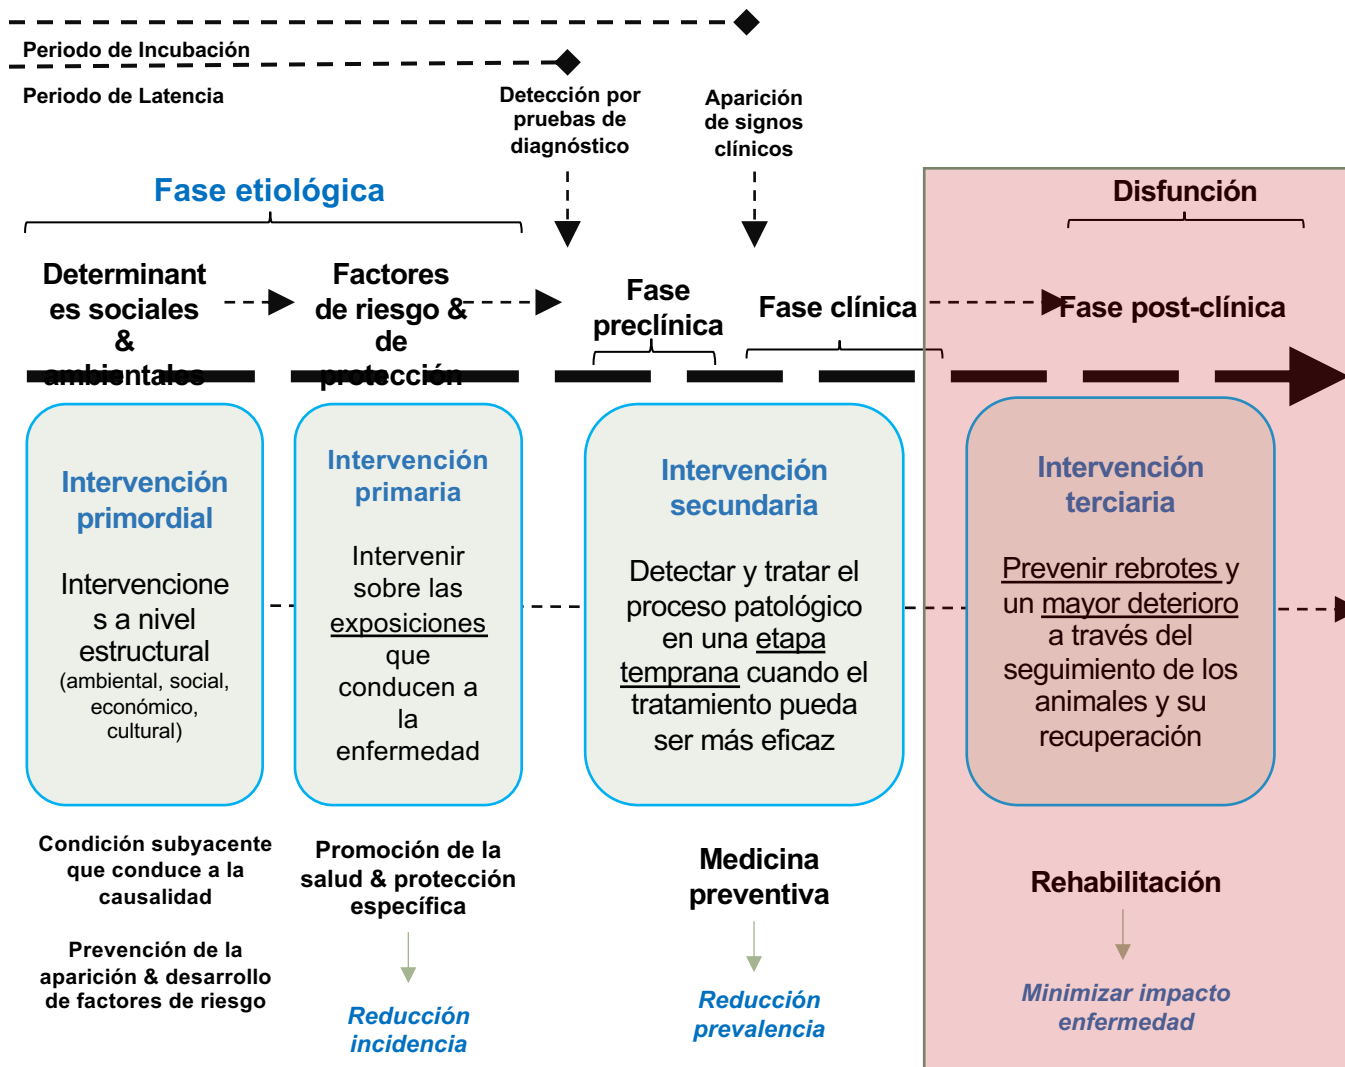 Periodo de Incubación
Periodo de Latencia
Detección por
pruebas de
diagnóstico
Aparición
de signos
clínicos
Fase etiológica
Disfunción
Determinant
es sociales
&
ambientales
Factores
de riesgo &
de
protección
Fase
preclínica
Fase clínica
Fase post-clínica
Intervención
primordial
Intervencione
s a nivel
estructural
(ambiental, social,
económico,
cultural)
Intervención
primaria
Intervenir
sobre las
exposiciones
que
conducen a
la
enfermedad
Intervención
secundaria
Detectar y tratar el
proceso patológico
en una etapa
temprana cuando el
tratamiento pueda
ser más eficaz
Intervención
terciaria
Prevenir rebrotes y
un mayor deterioro
a través del
seguimiento de los
animales y su
recuperación
Condición subyacente
que conduce a la
causalidad
Prevención de la
aparición & desarrollo
de factores de riesgo
Promoción de la
salud & protección
específica
Reducción
incidencia
Medicina
preventiva
Reducción
prevalencia
Rehabilitación
Minimizar impacto
enfermedad